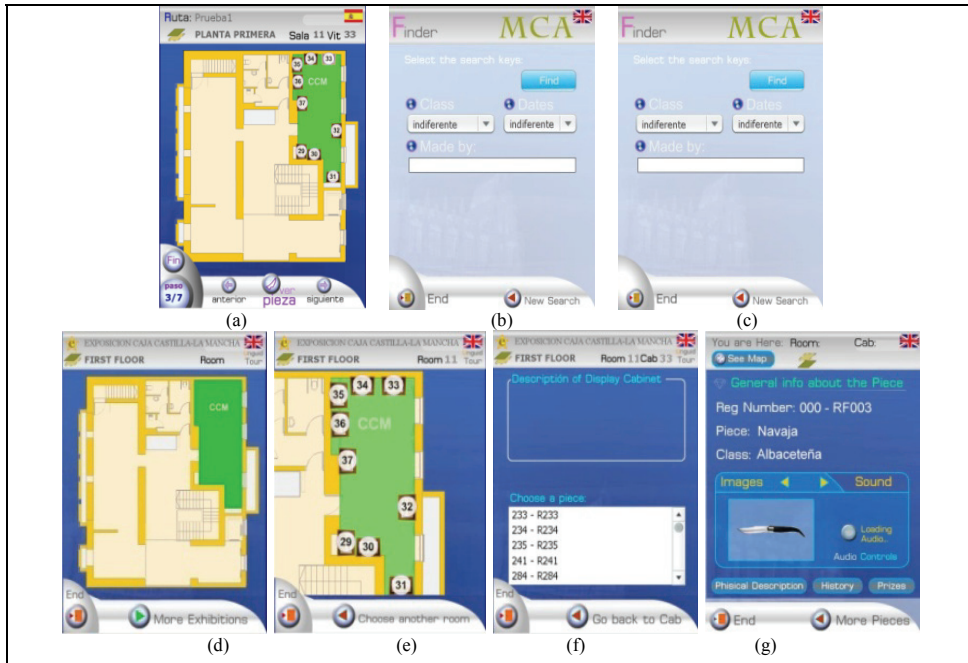 Ruta: Prueba1
PLANTA PRIMERA Sala 11 Vit 33
34 33
35
CCM
36
37
32
29 30
31
Fin
paso
3/7
anterior
ver
pieza
siguiente
(a)
Finder MCA
Select the search keys:
Find
Class Dates
indiferente indiferente
Made by:
End New Search
(b)
Finder MCA
Select the search keys:
Find
Class Dates
indiferente indiferente
Made by:
End New Search
(c)
EXPOSICION CAJA CASTILLA-LA MANCHA
FIRST FLOOR Room
Tour
CCM
End
More Exhibitions
(d)
EXPOSICION CAJA CASTILLA-LA MANCHA
FIRST FLOOR Room 11
Tour
34 33
35
36 CCM
37
32
29 30
31
End
Choose another room
(e)
EXPOSICION CAJA CASTILLA-LA MANCHA
FIRST FLOOR Room 11 Cab 33
Tour
Descriptión of Display Cabinet
Choose a piece:
233 - R233
234 - R234
235 - R235
241 - R241
284 - R284
End
Go back to Cab
(f)
You are Here: Room: Cab:
See Map
General info about the Piece
Reg Number: 000 - RF003
Piece: Navaja
Class: Albaceteña
Images Sound
Loading
Audio..
Audio Controls
Phisical Description History Prizes
End More Pieces
(g)